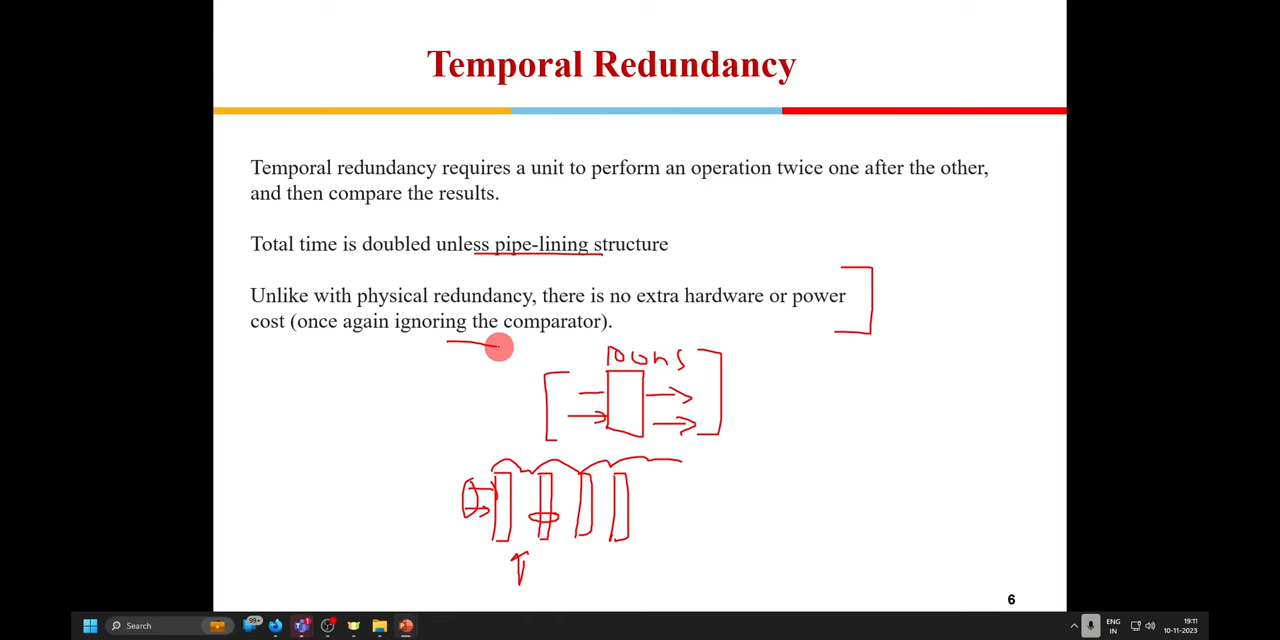 Temporal Redundancy
Temporal redundancy requires a unit to perform an operation twice one after the other,
and then compare the results.
Total time is doubled unless pipe-lining structure
Unlike with physical redundancy, there is no extra hardware or power
cost (once again ignoring the comparator).
100ns
6
Search
99+
ENG
IN
19:11
10-11-2023